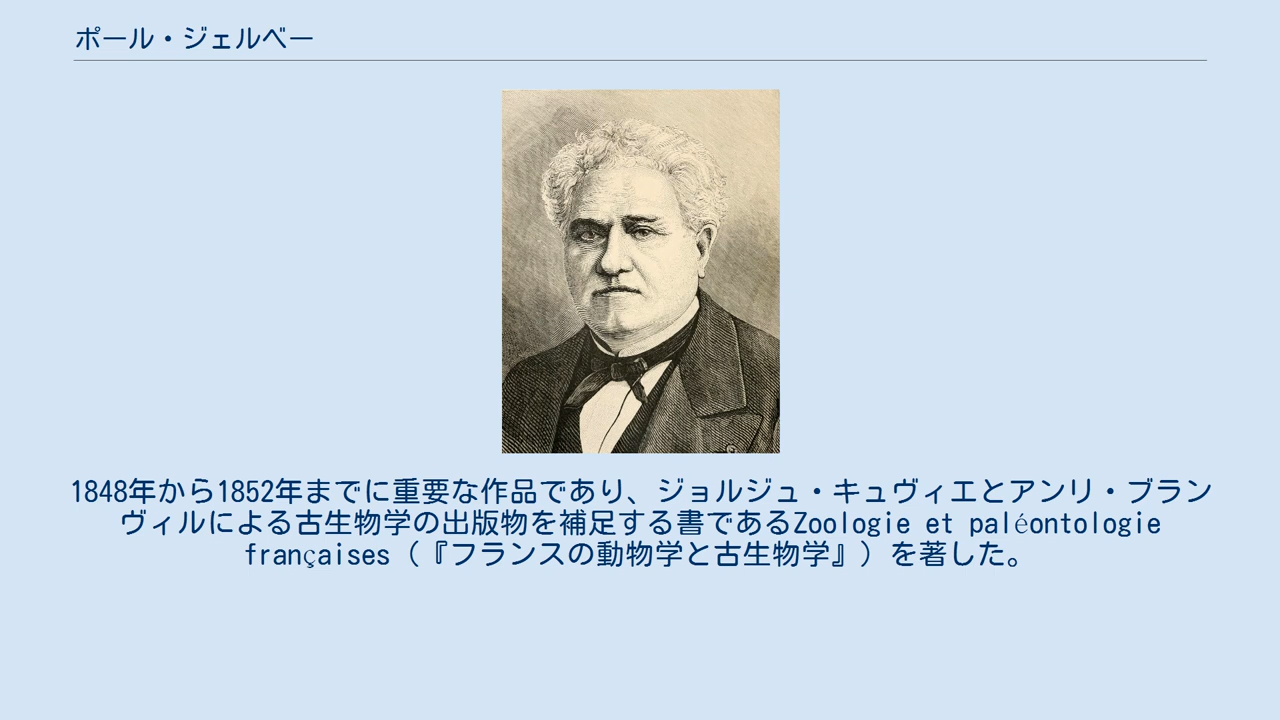 ポール・ジェルベー
1848年から1852年までに重要な作品であり、ジョルジュ・キュヴィエとアンリ・ブラン
ヴィルによる古生物学の出版物を補足する書であるZoologie et paléontologie
françaises（『フランスの動物学と古生物学』）を著した。